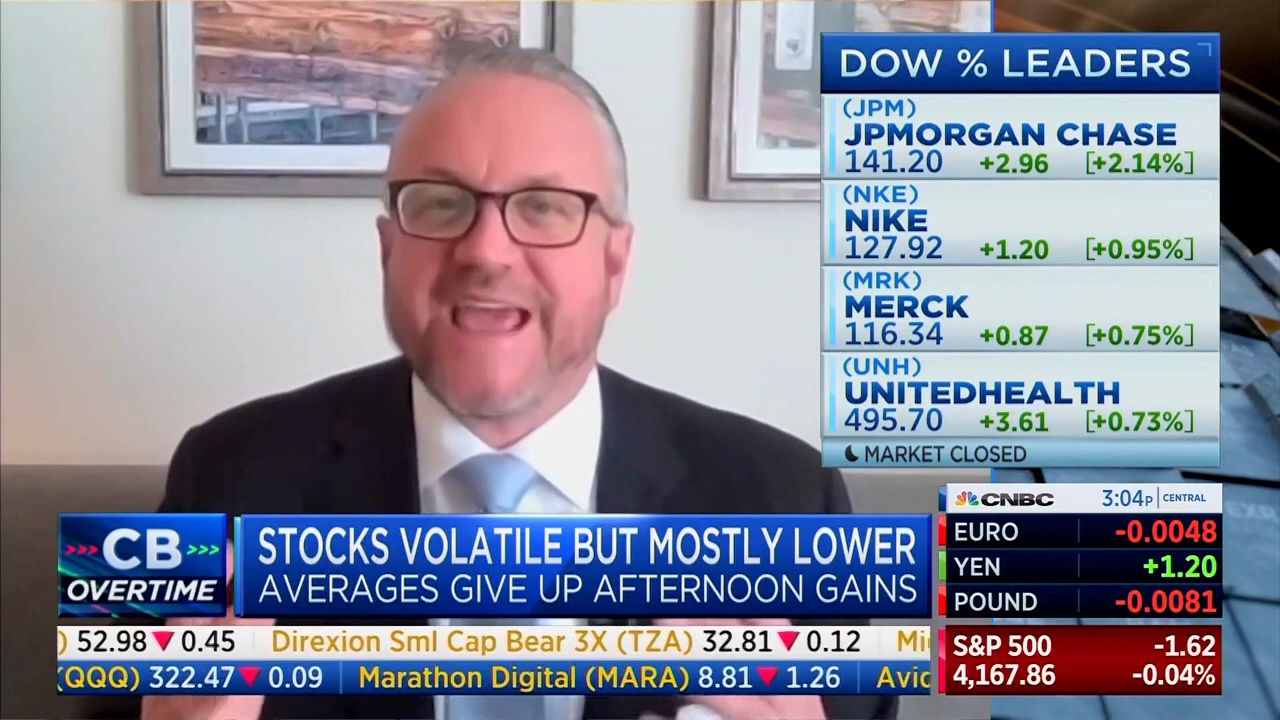 DOW % LEADERS
(JPM)
JPMORGAN CHASE
141.20 +2.96 [+2.14%]
(NKE)
NIKE
127.92 +1.20 [+0.95%]
(MRK)
MERCK
116.34 +0.87 [+0.75%]
(UNH)
UNITEDHEALTH
495.70 +3.61 [+0.73%]
MARKET CLOSED
CNBC 3:04P CENTRAL
EURO -0.0048
YEN +1.20
POUND -0.0081
S&P 500 -1.62
4,167.86 -0.04%
>>> CB >>>
OVERTIME
STOCKS VOLATILE BUT MOSTLY LOWER
AVERAGES GIVE UP AFTERNOON GAINS
) 52.98 ▼ 0.45 Direxion Sml Cap Bear 3X (TZA) 32.81 ▼ 0.12 Mi
(QQQ) 322.47 ▼ 0.09 Marathon Digital (MARA) 8.81 ▼ 1.26 Avid